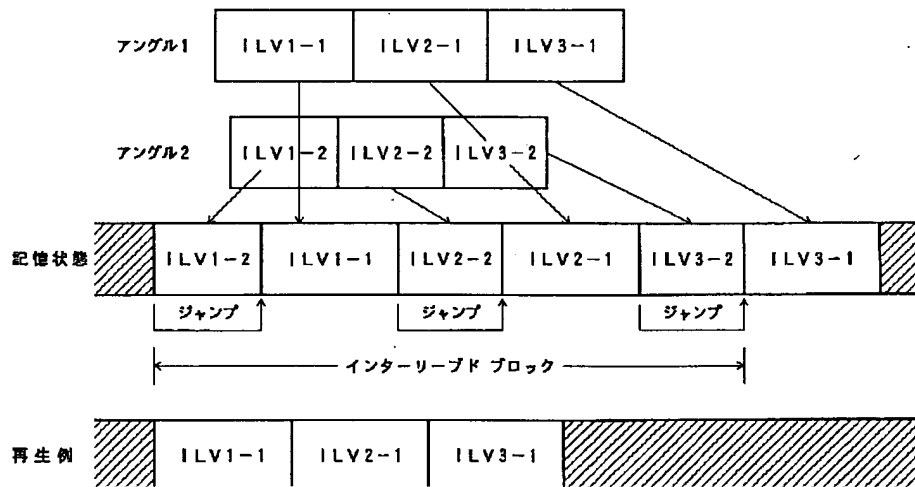 アングル1 ILV1-1 ILV2-1 ILV3-1
アングル2 ILV1-2 ILV2-2 ILV3-2
記憶状態 ILV1-2 ILV1-1 ILV2-2 ILV2-1 ILV3-2 ILV3-1
ジャンプ ジャンプ ジャンプ
インターリーブド ブロック
再生例 ILV1-1 ILV2-1 ILV3-1